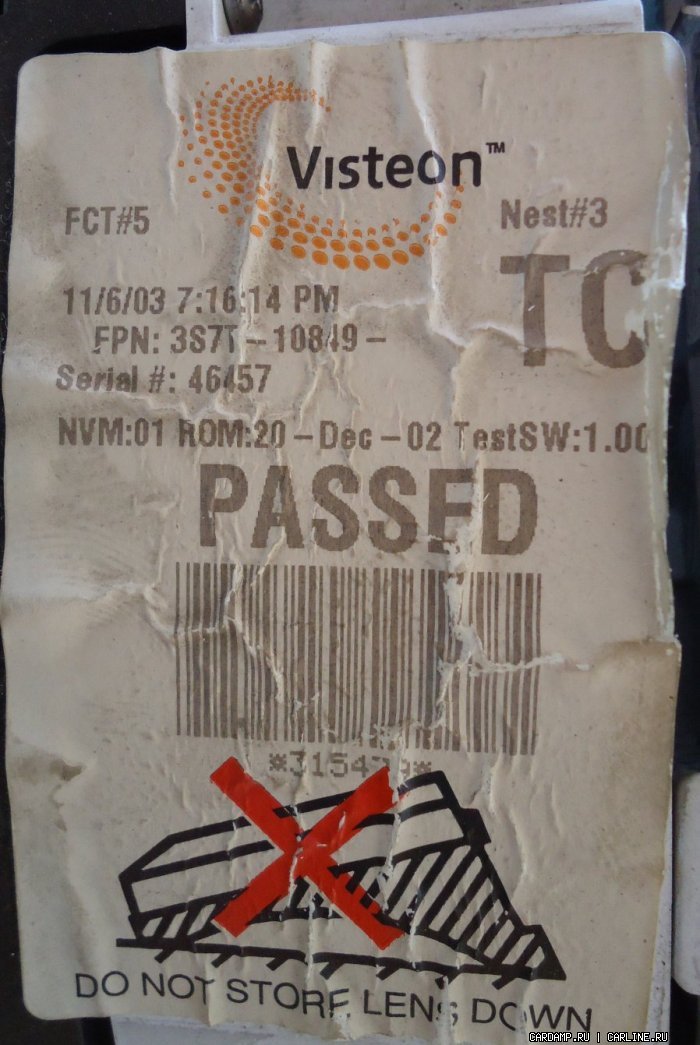 Visteon™
FCT#5 Nest#3
TC
11/6/03 7:16:14 PM
FPN: 3S7T-10849-
Serial #: 46457
NVM:01 ROM:20-Dec-02 TestSW:1.00
PASSED
DO NOT STORE LENS DOWN
CARDAMP.RU | CARLINE.RU